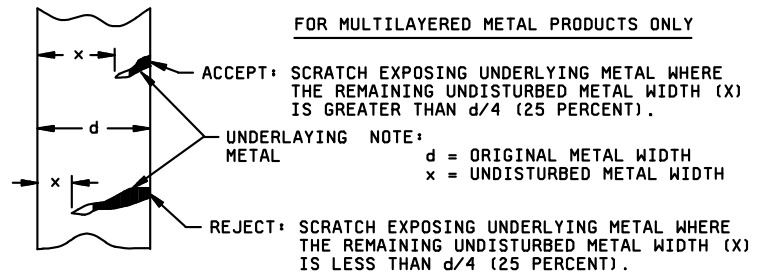 FOR MULTILAYERED METAL PRODUCTS ONLY
x
ACCEPT: SCRATCH EXPOSING UNDERLYING METAL WHERE
THE REMAINING UNDISTURBED METAL WIDTH (X)
IS GREATER THAN d/4 (25 PERCENT).
d
UNDERLAYING
METAL
NOTE:
d = ORIGINAL METAL WIDTH
x = UNDISTURBED METAL WIDTH
x
REJECT: SCRATCH EXPOSING UNDERLYING METAL WHERE
THE REMAINING UNDISTURBED METAL WIDTH (X)
IS LESS THAN d/4 (25 PERCENT).